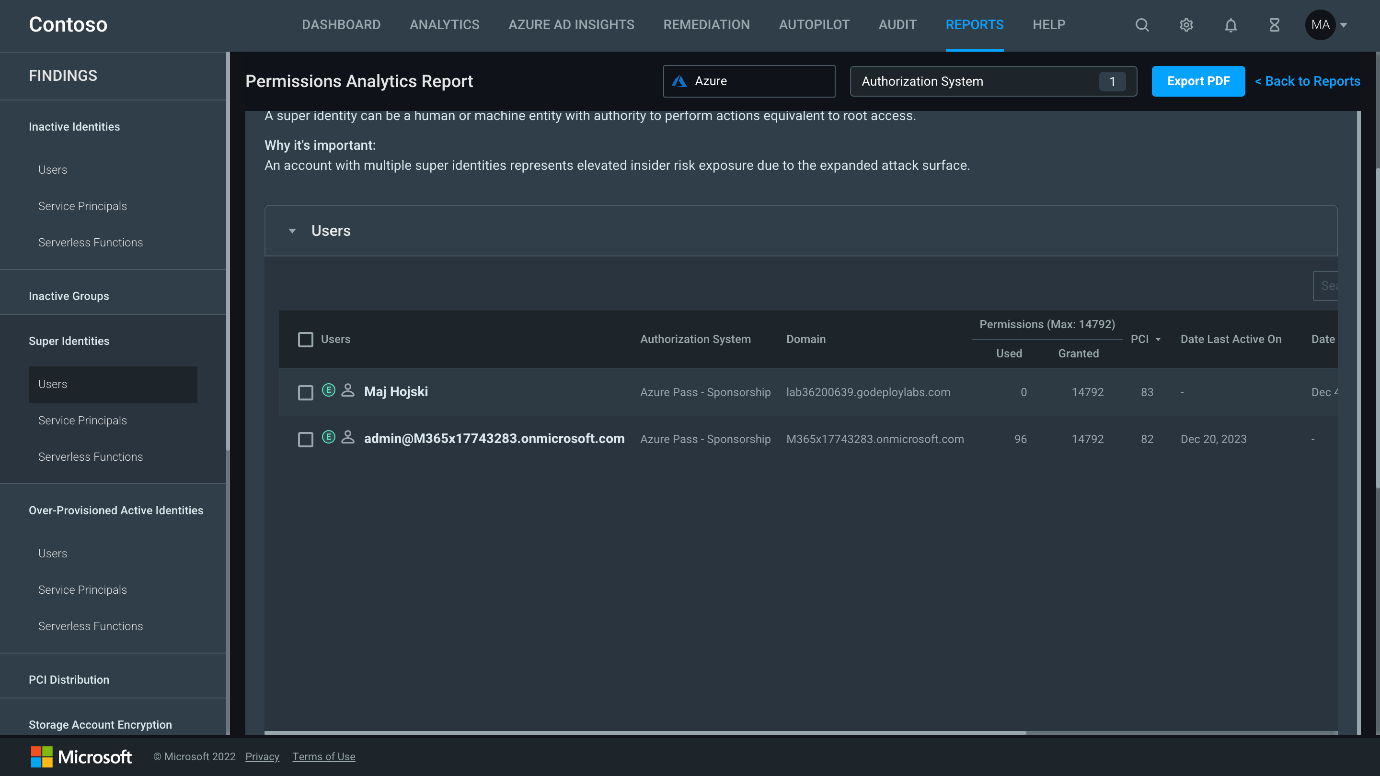 Contoso
DASHBOARD ANALYTICS AZURE AD INSIGHTS REMEDIATION AUTOPILOT AUDIT REPORTS HELP MA
FINDINGS
Inactive Identities
Users
Service Principals
Serverless Functions
Inactive Groups
Super Identities
Users
Service Principals
Serverless Functions
Over-Provisioned Active Identities
Users
Service Principals
Serverless Functions
PCI Distribution
Storage Account Encryption
Permissions Analytics Report Azure Authorization System 1 Export PDF < Back to Reports
A super identity can be a human or machine entity with authority to perform actions equivalent to root access.
Why it's important:
An account with multiple super identities represents elevated insider risk exposure due to the expanded attack surface.
Users
Permissions (Max: 14792)
Users Authorization System Domain Used Granted PCI Date Last Active On Date
E Maj Hojski Azure Pass - Sponsorship lab36200639.godeploylabs.com 0 14792 83 - Dec 4
E admin@M365x17743283.onmicrosoft.com Azure Pass - Sponsorship M365x17743283.onmicrosoft.com 96 14792 82 Dec 20, 2023 -
Microsoft © Microsoft 2022 Privacy Terms of Use